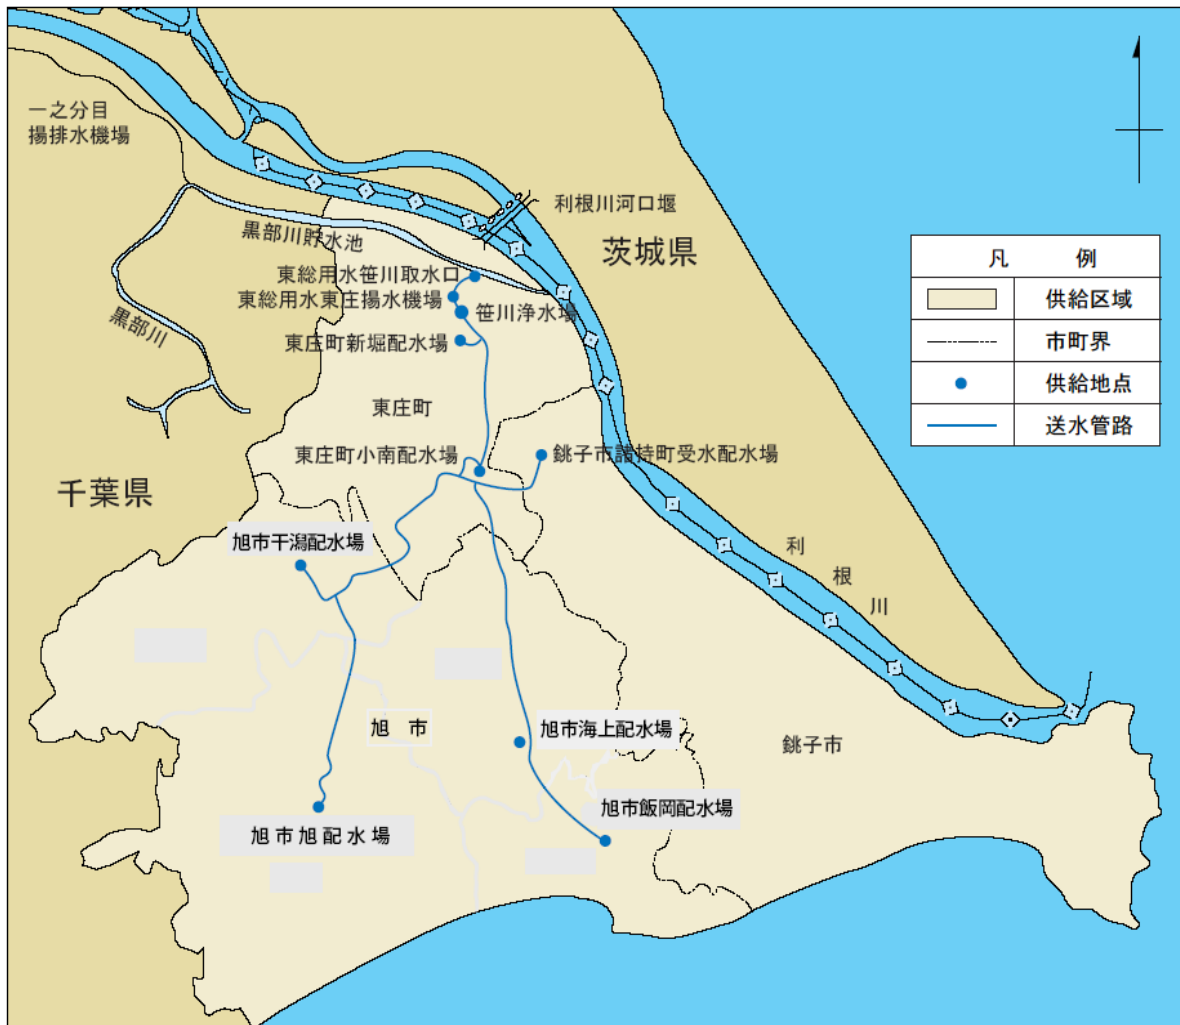 一之分目
揚排水機場
利根川河口堰
黒部川貯水池
茨城県
東総用水笹川取水口
東総用水東庄揚水機場
笹川浄水場
黒部川
東庄町新堀配水場
凡 例
供給区域
市町界
供給地点
送水管路
東庄町
東庄町小南配水場
銚子市諸持町受水配水場
千葉県
旭市干潟配水場
利根川
旭 市
旭市海上配水場
銚子市
旭市飯岡配水場
旭市旭配水場